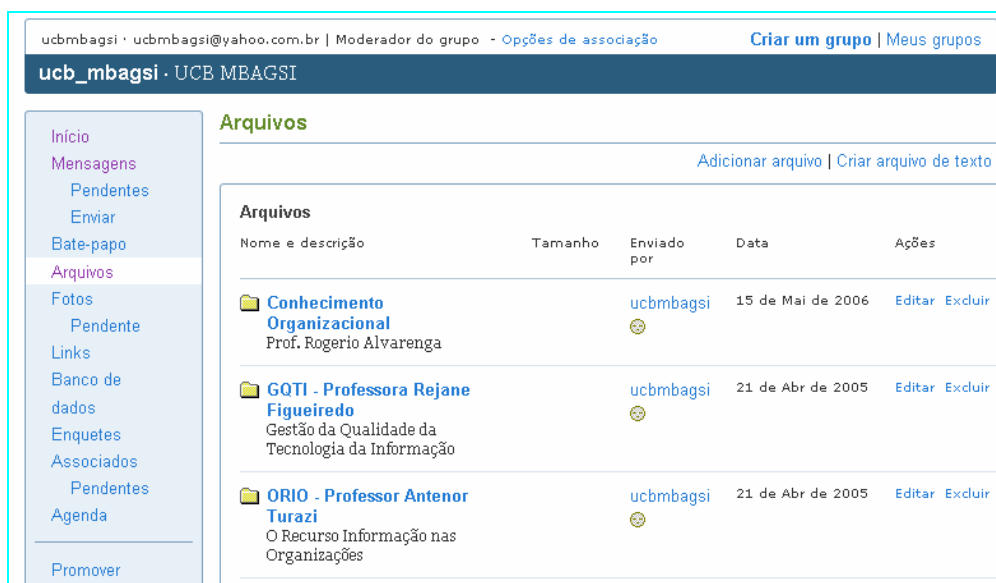 ucbmbagsi · ucbmbagsi@yahoo.com.br | Moderador do grupo - Opções de associação Criar um grupo | Meus grupos
ucb_mbagsi · UCB MBAGSI
Início
Mensagens
Pendentes
Enviar
Bate-papo
Arquivos
Fotos
Pendente
Links
Banco de
dados
Enquetes
Associados
Pendentes
Agenda
Promover
Arquivos
Adicionar arquivo | Criar arquivo de texto
Arquivos
Nome e descrição Tamanho Enviado por Data Ações
Conhecimento
Organizacional
Prof. Rogerio Alvarenga
ucbmbagsi 15 de Mai de 2006 Editar Excluir
GQTI - Professora Rejane
Figueiredo
Gestão da Qualidade da
Tecnologia da Informação
ucbmbagsi 21 de Abr de 2005 Editar Excluir
ORIO - Professor Antenor
Turazi
O Recurso Informação nas
Organizações
ucbmbagsi 21 de Abr de 2005 Editar Excluir